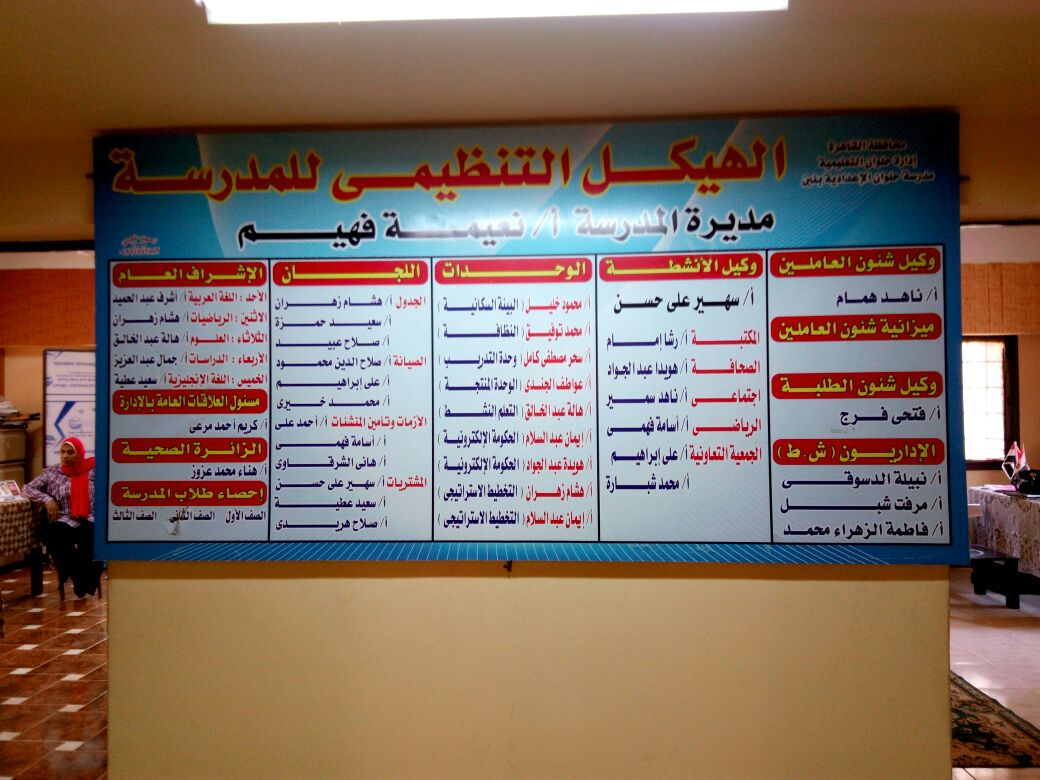 محافظة القاهرة
إدارة حلوان التعليمية
مدرسة حلوان الإعدادية بنين
الهيكل التنظيمى للمدرسة
مديرة المدرسة أ/ نعيمة فهيم
وكيل شئون العاملين
أ/ ناهد همام
ميزانية شئون العاملين
وكيل شئون الطلبة
أ/ فتحى فرج
الإداريون ( ش.ط )
أ/ نبيلة الدسوقى
أ/ مرفت شبل
أ/ فاطمة الزهراء محمد
وكيل الأنشطة
أ/ سهير على حسن
المكتبة أ/ رشا إمام
الصحافة أ/ هويدا عبد الجواد
اجتماعى أ/ ناهد سمير
الرياضى أ/ أسامة فهمى
الجمعية التعاونية أ/ على إبراهيم
أ/ محمد شبارة
الوحدات
أ/ محمود خليل ( البيئة السكانية )
أ/ محمد توفيق ( النظافة )
أ/ سحر مصطفى كامل ( وحدة التدريب )
أ/ عواطف الجندى ( الوحدة المنتجة )
أ/ هالة عبد الخالق ( التعلم النشط )
أ/ إيمان عبد السلام ( الحكومة الإلكترونية )
أ/ هويدة عبد الجواد ( الحكومة الإلكترونية )
أ/ هشام زهران ( التخطيط الاستراتيجى )
أ/ إيمان عبد السلام ( التخطيط الاستراتيجى )
اللجان
الجدول أ/ هشام زهران
أ/ سعيد حمزة
أ/ صلاح عبيد
الصيانة أ/ صلاح الدين محمود
أ/ على إبراهيم
أ/ محمد خيرى
الأزمات وتأمين المنشئات أ/ أحمد على
أ/ أسامة فهمى
أ/ هانى الشرقاوى
المشتريات أ/ سهير على حسن
أ/ سعيد عطية
أ/ صلاح هريدى
الإشراف العام
الأحد : اللغة العربية أ/ أشرف عبد الحميد
الاثنين : الرياضيات أ/ هشام زهران
الثلاثاء : العلوم أ/ هالة عبد الخالق
الأربعاء : الدراسات أ/ جمال عبد العزيز
الخميس : اللغة الإنجليزية أ/ سعيد عطية
مسئول العلاقات العامة بالإدارة
أ/ كريم أحمد مرعى
الزائرة الصحية
أ/ هناء محمد عزوز
إحصاء طلاب المدرسة
الصف الأول الصف الثانى الصف الثالث